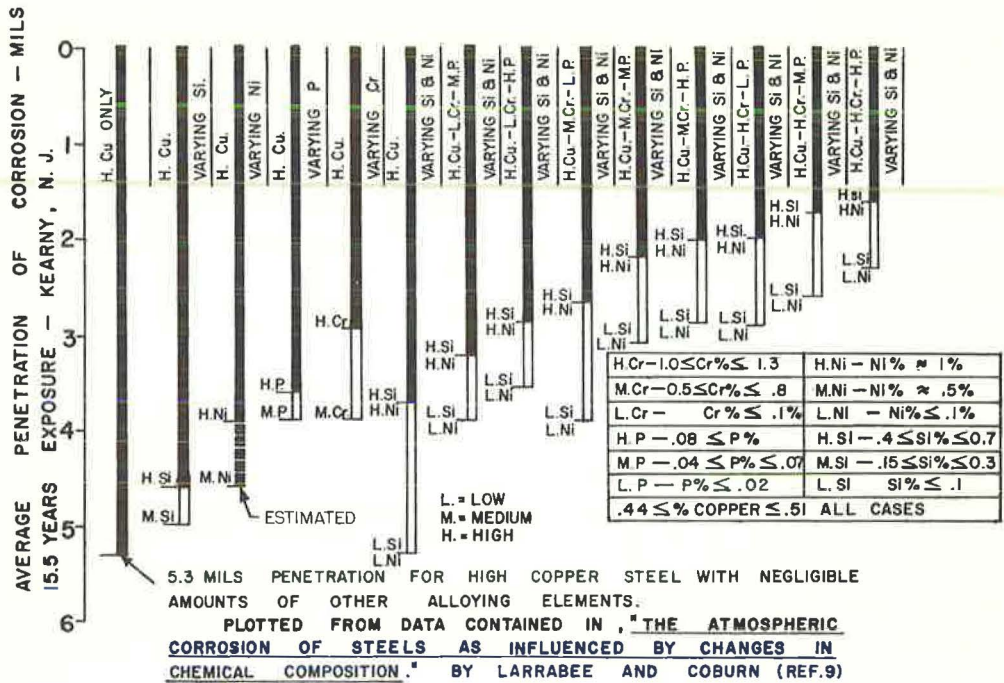 AVERAGE PENETRATION OF CORROSION — MILS
15.5 YEARS EXPOSURE — KEARNY, N. J.
0
1
2
3
4
5
6
H. Cu ONLY
H. Cu.
VARYING Si.
H. Cu.
VARYING Ni
H. Cu.
VARYING P
H. Cu.
VARYING Cr
H. Cu.
VARYING Si & Ni
H.Cu.-L.Cr.-M.P.
VARYING Si & Ni
H.Cu.-L.Cr.-H.P
VARYING Si & Ni
H.Cu-M.Cr-L.P.
VARYING Si & Ni
H.Cu-M.Cr-M.P.
VARYING Si & Ni
H.Cu-M.Cr-H.P.
VARYING Si & Ni
H.Cu-H.Cr-L.P.
VARYING Si & Ni
H.Cu-H.Cr-M.P.
VARYING Si & Ni
H.Cu-H.Cr.-H.P.
VARYING Si & Ni
H.Si
M.Si
H.Ni
M.Ni
ESTIMATED
H.P.
M.P.
H.Cr
M.Cr
H.Si
H.Ni
L.Si
L.Ni
H.Si
H.Ni
L.Si
L.Ni
H.Si
H.Ni
L.Si
L.Ni
H.Si
H.Ni
L.Si
L.Ni
H.Si
H.Ni
L.Si
L.Ni
H.Si
H.Ni
L.Si
L.Ni
H.Si.
H.Ni
L.Si
L.Ni
H.Si
H.Ni
L.Si
L.Ni
H.Si
H.Ni
L.Si
L.Ni
L. = LOW
M. = MEDIUM
H. = HIGH
H.Cr—1.0≤Cr%≤ 1.3 H.Ni — Ni% ≈ 1%
M.Cr—0.5≤Cr%≤ .8 M.Ni — Ni% ≈ .5%
L.Cr— Cr%≤ .1% L.NI — Ni%≤ .1%
H.P —.08 ≤ P% H.SI —.4≤SI%≤0.7
M.P —.04 ≤ P%≤ .07 M.SI —.15≤Si%≤0.3
L.P — P%≤ .02 L.SI SI%≤ .1
.44≤% COPPER≤.51 ALL CASES
5.3 MILS PENETRATION FOR HIGH COPPER STEEL WITH NEGLIGIBLE
AMOUNTS OF OTHER ALLOYING ELEMENTS.
PLOTTED FROM DATA CONTAINED IN , "THE ATMOSPHERIC
CORROSION OF STEELS AS INFLUENCED BY CHANGES IN
CHEMICAL COMPOSITION." BY LARRABEE AND COBURN (REF.9)